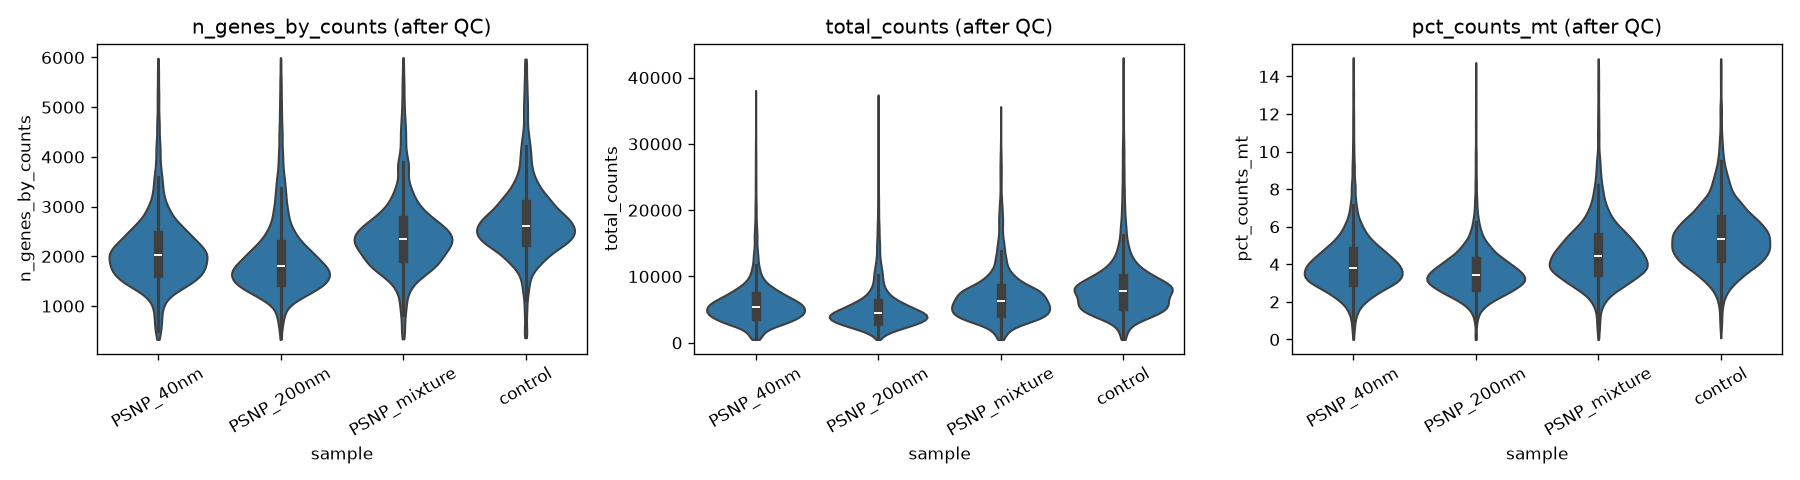 n_genes_by_counts (after QC)
n_genes_by_counts
6000
5000
4000
3000
2000
1000
PSNP_40nm
PSNP_200nm
PSNP_mixture
control
sample
total_counts (after QC)
total_counts
40000
30000
20000
10000
0
PSNP_40nm
PSNP_200nm
PSNP_mixture
control
sample
pct_counts_mt (after QC)
pct_counts_mt
14
12
10
8
6
4
2
0
PSNP_40nm
PSNP_200nm
PSNP_mixture
control
sample